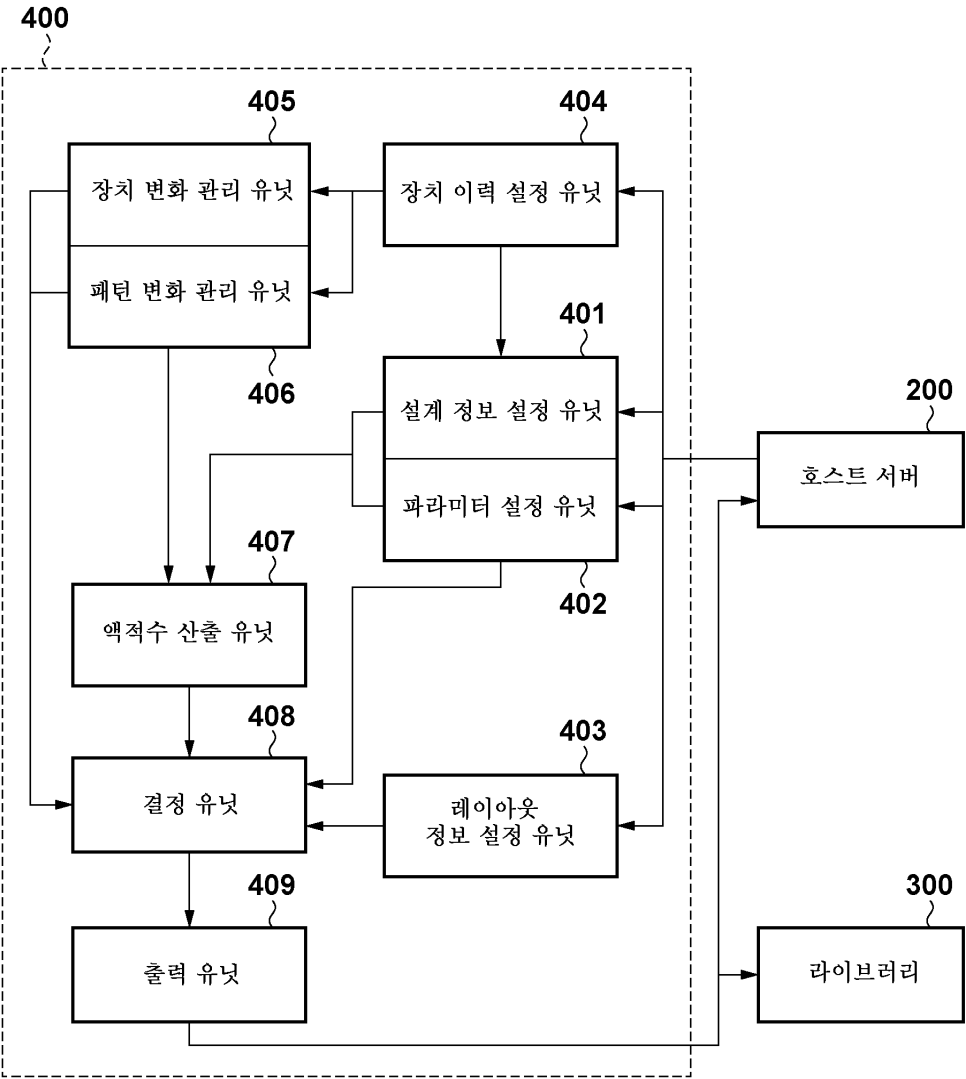 400
405
404
장치 변화 관리 유닛
장치 이력 설정 유닛
패턴 변화 관리 유닛
406
401
설계 정보 설정 유닛
파라미터 설정 유닛
402
200
호스트 서버
407
액적수 산출 유닛
408
결정 유닛
403
레이아웃
정보 설정 유닛
409
출력 유닛
300
라이브러리